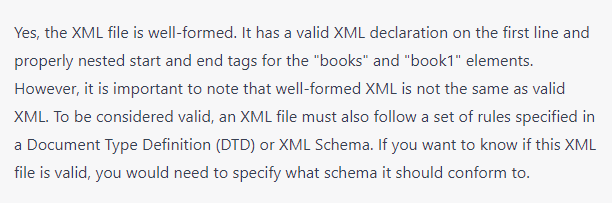 Yes, the XML file is well-formed. It has a valid XML declaration on the first line and
properly nested start and end tags for the "books" and "book1" elements.
However, it is important to note that well-formed XML is not the same as valid
XML. To be considered valid, an XML file must also follow a set of rules specified in
a Document Type Definition (DTD) or XML Schema. If you want to know if this XML
file is valid, you would need to specify what schema it should conform to.